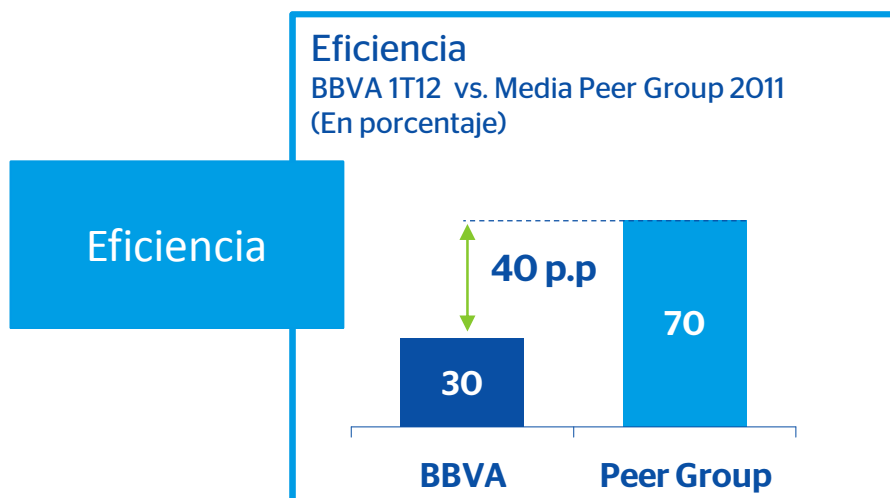 Eficiencia
BBVA 1T12 vs. Media Peer Group 2011
(En porcentaje)
Eficiencia
40 p.p
70
30
BBVA
Peer Group